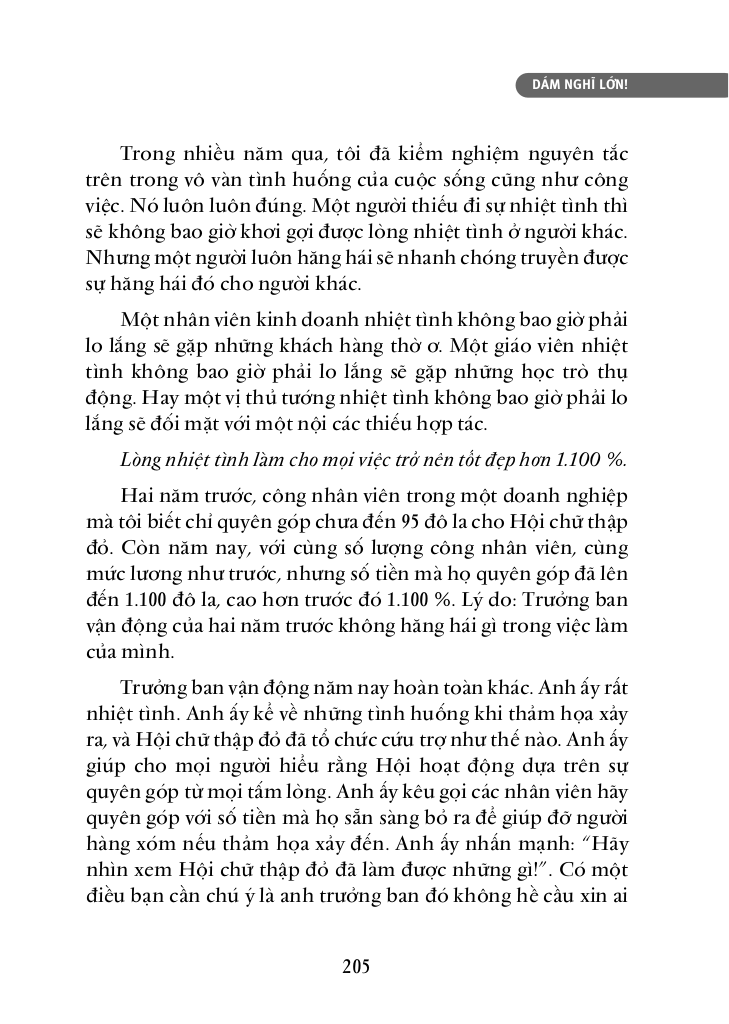 DÁM NGHĨ LỚN!
Trong nhiều năm qua, tôi đã kiểm nghiệm nguyên tắc
trên trong vô vàn tình huống của cuộc sống cũng như công
việc. Nó luôn luôn đúng. Một người thiếu đi sự nhiệt tình thì
sẽ không bao giờ khơi gợi được lòng nhiệt tình ở người khác.
Nhưng một người luôn hăng hái sẽ nhanh chóng truyền được
sự hăng hái đó cho người khác.
Một nhân viên kinh doanh nhiệt tình không bao giờ phải
lo lắng sẽ gặp những khách hàng thờ ơ. Một giáo viên nhiệt
tình không bao giờ phải lo lắng sẽ gặp những học trò thụ
động. Hay một vị thủ tướng nhiệt tình không bao giờ phải lo
lắng sẽ đối mặt với một nội các thiếu hợp tác.
Lòng nhiệt tình làm cho mọi việc trở nên tốt đẹp hơn 1.100 %.
Hai năm trước, công nhân viên trong một doanh nghiệp
mà tôi biết chỉ quyên góp chưa đến 95 đô la cho Hội chữ thập
đỏ. Còn năm nay, với cùng số lượng công nhân viên, cùng
mức lương như trước, nhưng số tiền mà họ quyên góp đã lên
đến 1.100 đô la, cao hơn trước đó 1.100 %. Lý do: Trưởng ban
vận động của hai năm trước không hăng hái gì trong việc làm
của mình.
Trưởng ban vận động năm nay hoàn toàn khác. Anh ấy rất
nhiệt tình. Anh ấy kể về những tình huống khi thảm họa xảy
ra, và Hội chữ thập đỏ đã tổ chức cứu trợ như thế nào. Anh ấy
giúp cho mọi người hiểu rằng Hội hoạt động dựa trên sự
quyên góp từ mọi tấm lòng. Anh ấy kêu gọi các nhân viên hãy
quyên góp với số tiền mà họ sẵn sàng bỏ ra để giúp đỡ người
hàng xóm nếu thảm họa xảy đến. Anh ấy nhấn mạnh: “Hãy
nhìn xem Hội chữ thập đỏ đã làm được những gì!”. Có một
điều bạn cần chú ý là anh trưởng ban đó không hề cầu xin ai
205